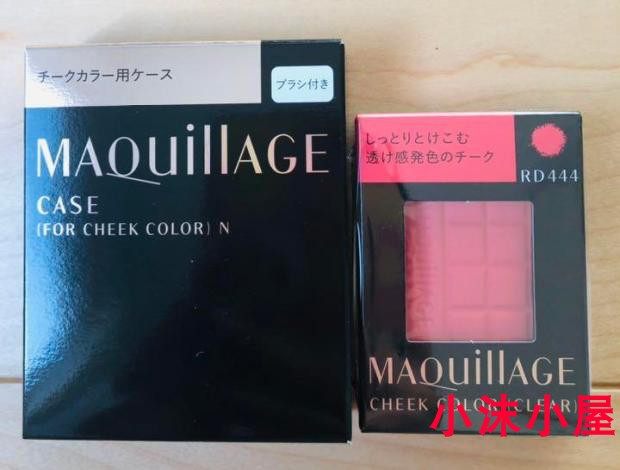 チークカラー用ケース
ブラシ付き
MAQuillAGE
CASE
(FOR CHEEK COLOR) N
しっとりとけこむ
透け感発色のチーク
RD444
MAQuillAGE
CHEEK COLOR (CLEAR)
小沫小屋